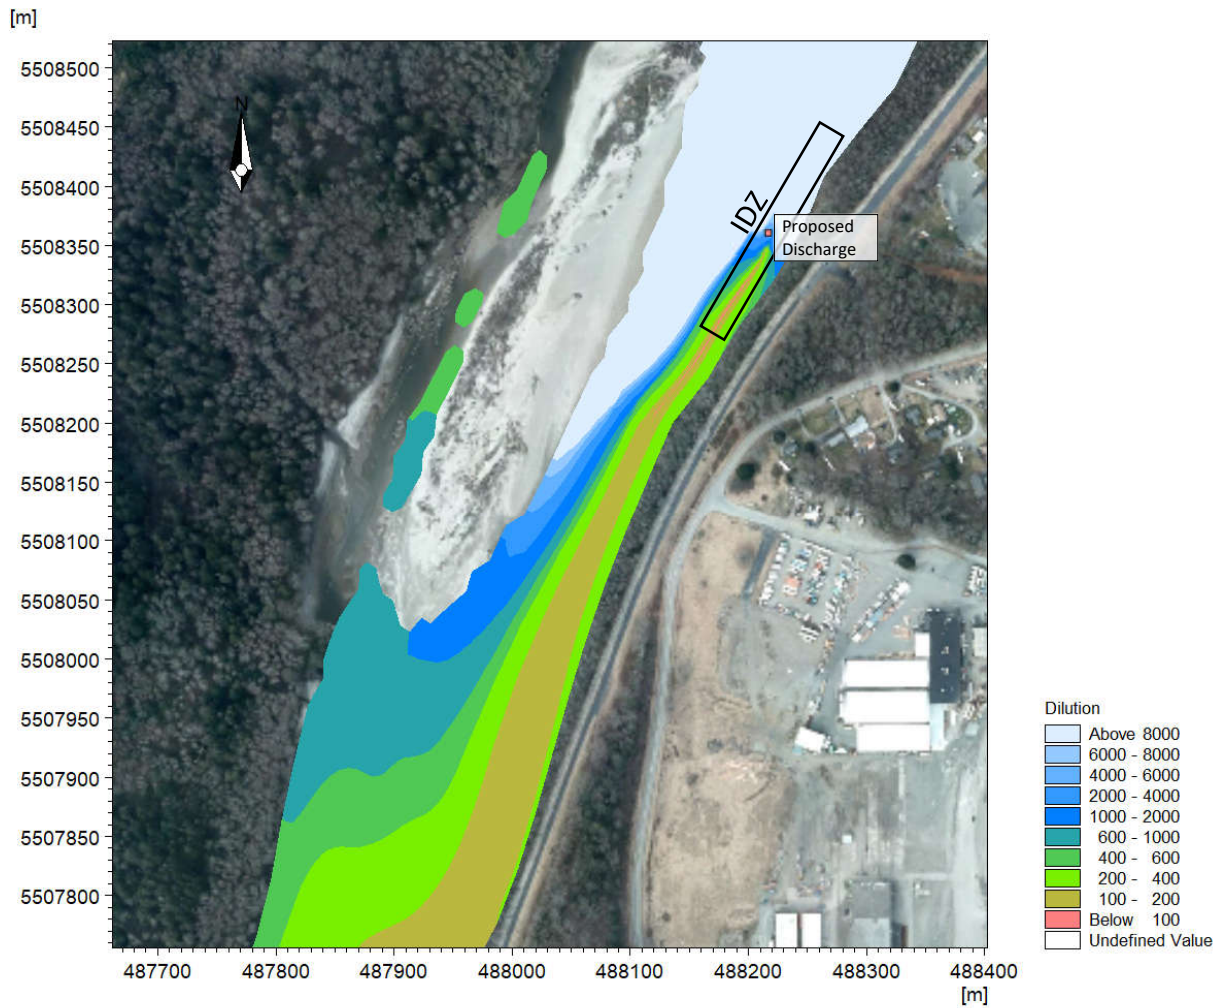 [m]
5508500
5508450
5508400
5508350
5508300
5508250
5508200
5508150
5508100
5508050
5508000
5507950
5507900
5507850
5507800
N
IDZ
Proposed
Discharge
487700 487800 487900 488000 488100 488200 488300 488400
[m]
Dilution
Above 8000
6000 - 8000
4000 - 6000
2000 - 4000
1000 - 2000
600 - 1000
400 - 600
200 - 400
100 - 200
Below 100
Undefined Value